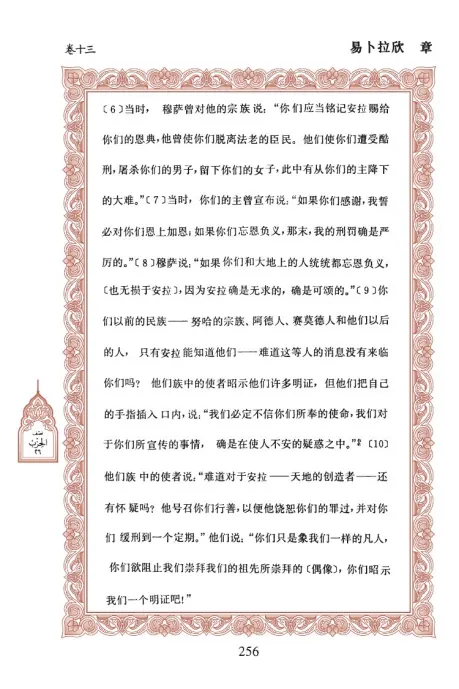 卷十三
易卜拉欣 章
〔6〕当时， 穆萨曾对他的宗族说：“你们应当铭记安拉赐给
你们的恩典，他曾使你们脱离法老的臣民。他们使你们遭受酷
刑，屠杀你们的男子，留下你们的女子，此中有从你们的主降下
的大难。”〔7〕当时， 你们的主曾宣布说：“如果你们感谢，我誓
必对你们恩上加恩；如果你们忘恩负义，那末，我的刑罚确是严
厉的。”〔8〕穆萨说：“如果 你们和大地上的人统统都忘恩负义，
〔也无损于安拉〕，因为安拉 确是无求的， 确是可颂的。”〔9〕你
们以前的民族—— 努哈的宗族、阿德人、赛莫德人和他们以后
的人， 只有安拉能知道他们——难道这等人的消息没有来临
你们吗？ 他们族中的使者昭示他们许多明证， 但他们把自己
的手指插入口内，说：“我们必定不信你们所奉的使命，我们对
于你们所宣传的事情， 确是在使人不安的疑惑之中。” 〔10〕
他们族 中的使者说：“难道对于安拉——天地的创造者——还
有怀 疑吗？ 他号召你们行善，以便他饶恕你们的罪过，并对你
们 缓刑到一个定期。” 他们说：“你们只是象我们一样的凡人，
你们欲阻止我们崇拜我们的祖先所崇拜的〔偶像〕，你们昭示
我们一个明证吧！”
نصف
الحزب
٢٦
256